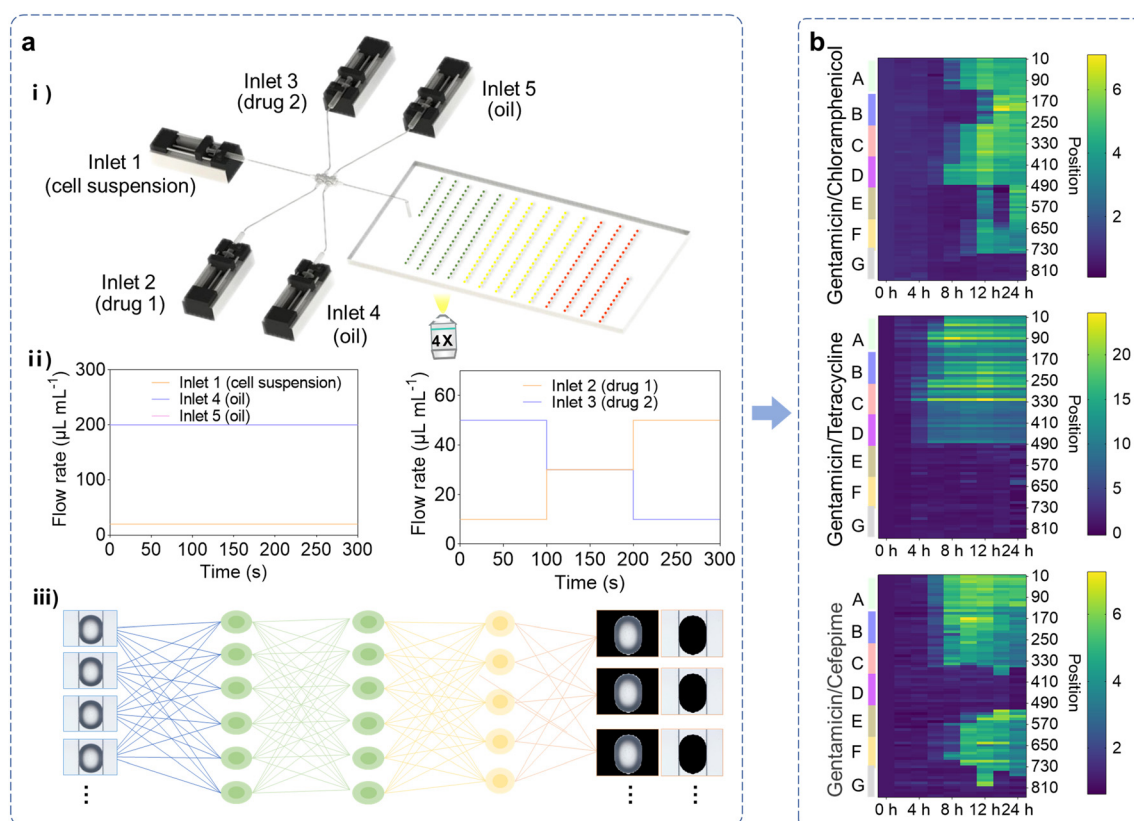 a
i )
Inlet 3
(drug 2)
Inlet 5
(oil)
Inlet 1
(cell suspension)
Inlet 2
(drug 1)
Inlet 4
(oil)
4X
ii )
300
200
100
0
Flow rate (µL mL⁻¹)
Inlet 1 (cell suspension)
Inlet 4 (oil)
Inlet 5 (oil)
0 50 100 150 200 250 300
Time (s)
60
40
20
0
Flow rate (µL mL⁻¹)
Inlet 2 (drug 1)
Inlet 3 (drug 2)
0 50 100 150 200 250 300
Time (s)
iii)
b
Gentamicin/Chloramphenicol
A
B
C
D
E
F
G
10
90
170
250
330
410
490
570
650
730
810
Position
6
4
2
0 h 4 h 8 h 12 h 24 h
Gentamicin/Tetracycline
A
B
C
D
E
F
G
10
90
170
250
330
410
490
570
650
730
810
Position
20
15
10
5
0
0 h 4 h 8 h 12 h 24 h
Gentamicin/Cefepime
A
B
C
D
E
F
G
10
90
170
250
330
410
490
570
650
730
810
Position
6
4
2
0 h 4 h 8 h 12 h 24 h